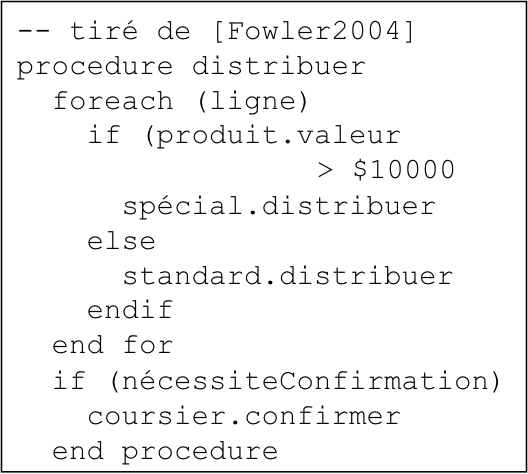 -- tiré de [Fowler2004]
procedure distribuer
foreach (ligne)
if (produit.valeur
> $10000
spécial.distribuer
else
standard.distribuer
endif
end for
if (nécessiteConfirmation)
coursier.confirmer
end procedure